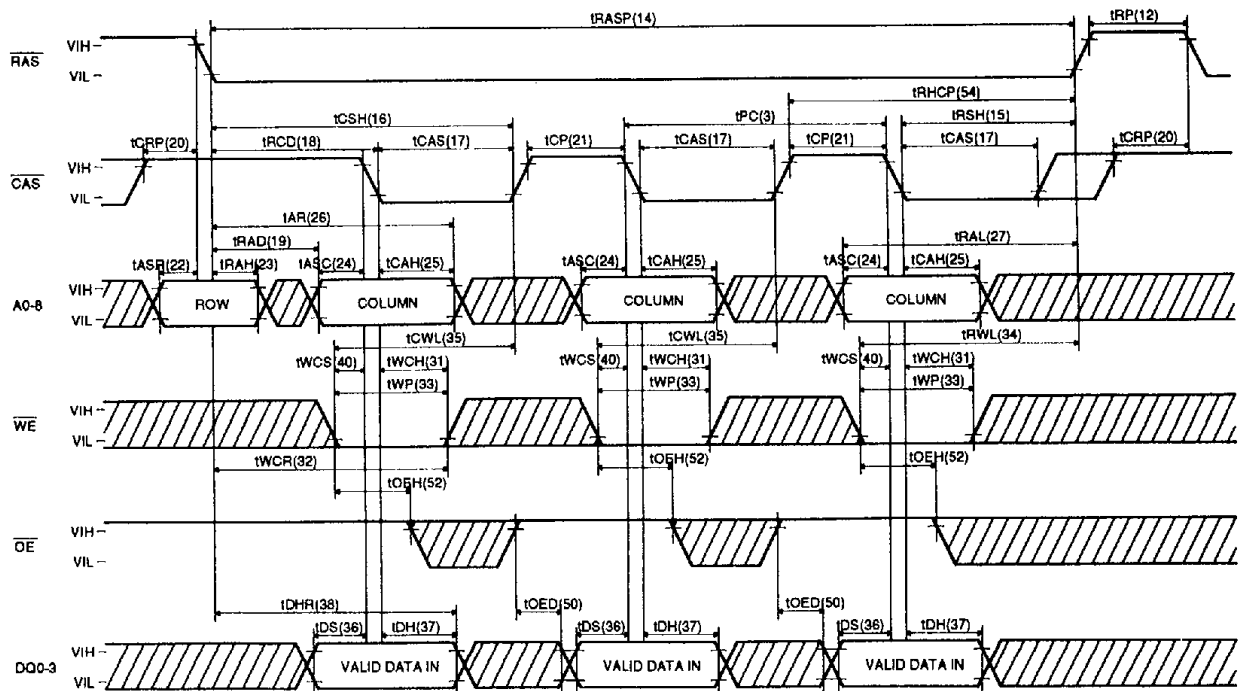 tRASP(14) tRP(12)
RAS VIH
VIL
tRHCP(54)
tCSH(16) tPC(3) tRSH(15)
tCRP(20) tRCD(18) tCAS(17) tCP(21) tCAS(17) tCP(21) tCAS(17) tCRP(20)
CAS VIH
VIL
tAR(26)
tRAD(19) tRAL(27)
tASR(22) tRAH(23) tASC(24) tCAH(25) tASC(24) tCAH(25) tASC(24) tCAH(25)
A0-8 VIH
VIL
ROW COLUMN COLUMN COLUMN
tCWL(35) tCWL(35) tRWL(34)
tWCS(40) tWCH(31) tWCS(40) tWCH(31) tWCS(40) tWCH(31)
tWP(33) tWP(33) tWP(33)
WE VIH
VIL
tWCR(32) tOEH(52) tOEH(52) tOEH(52)
OE VIH
VIL
tDHR(38) tOED(50) tOED(50)
tDS(36) tDH(37) tDS(36) tDH(37) tDS(36) tDH(37)
DQ0-3 VIH
VIL
VALID DATA IN VALID DATA IN VALID DATA IN